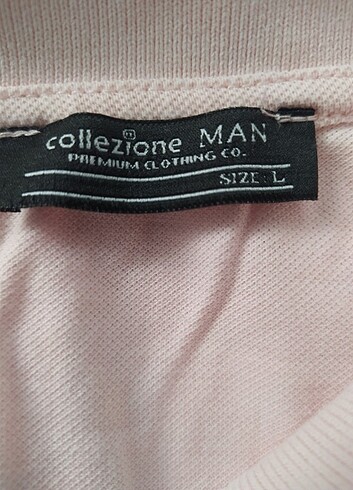 collezione MAN
PREMIUM CLOTHING CO.
SIZE: L